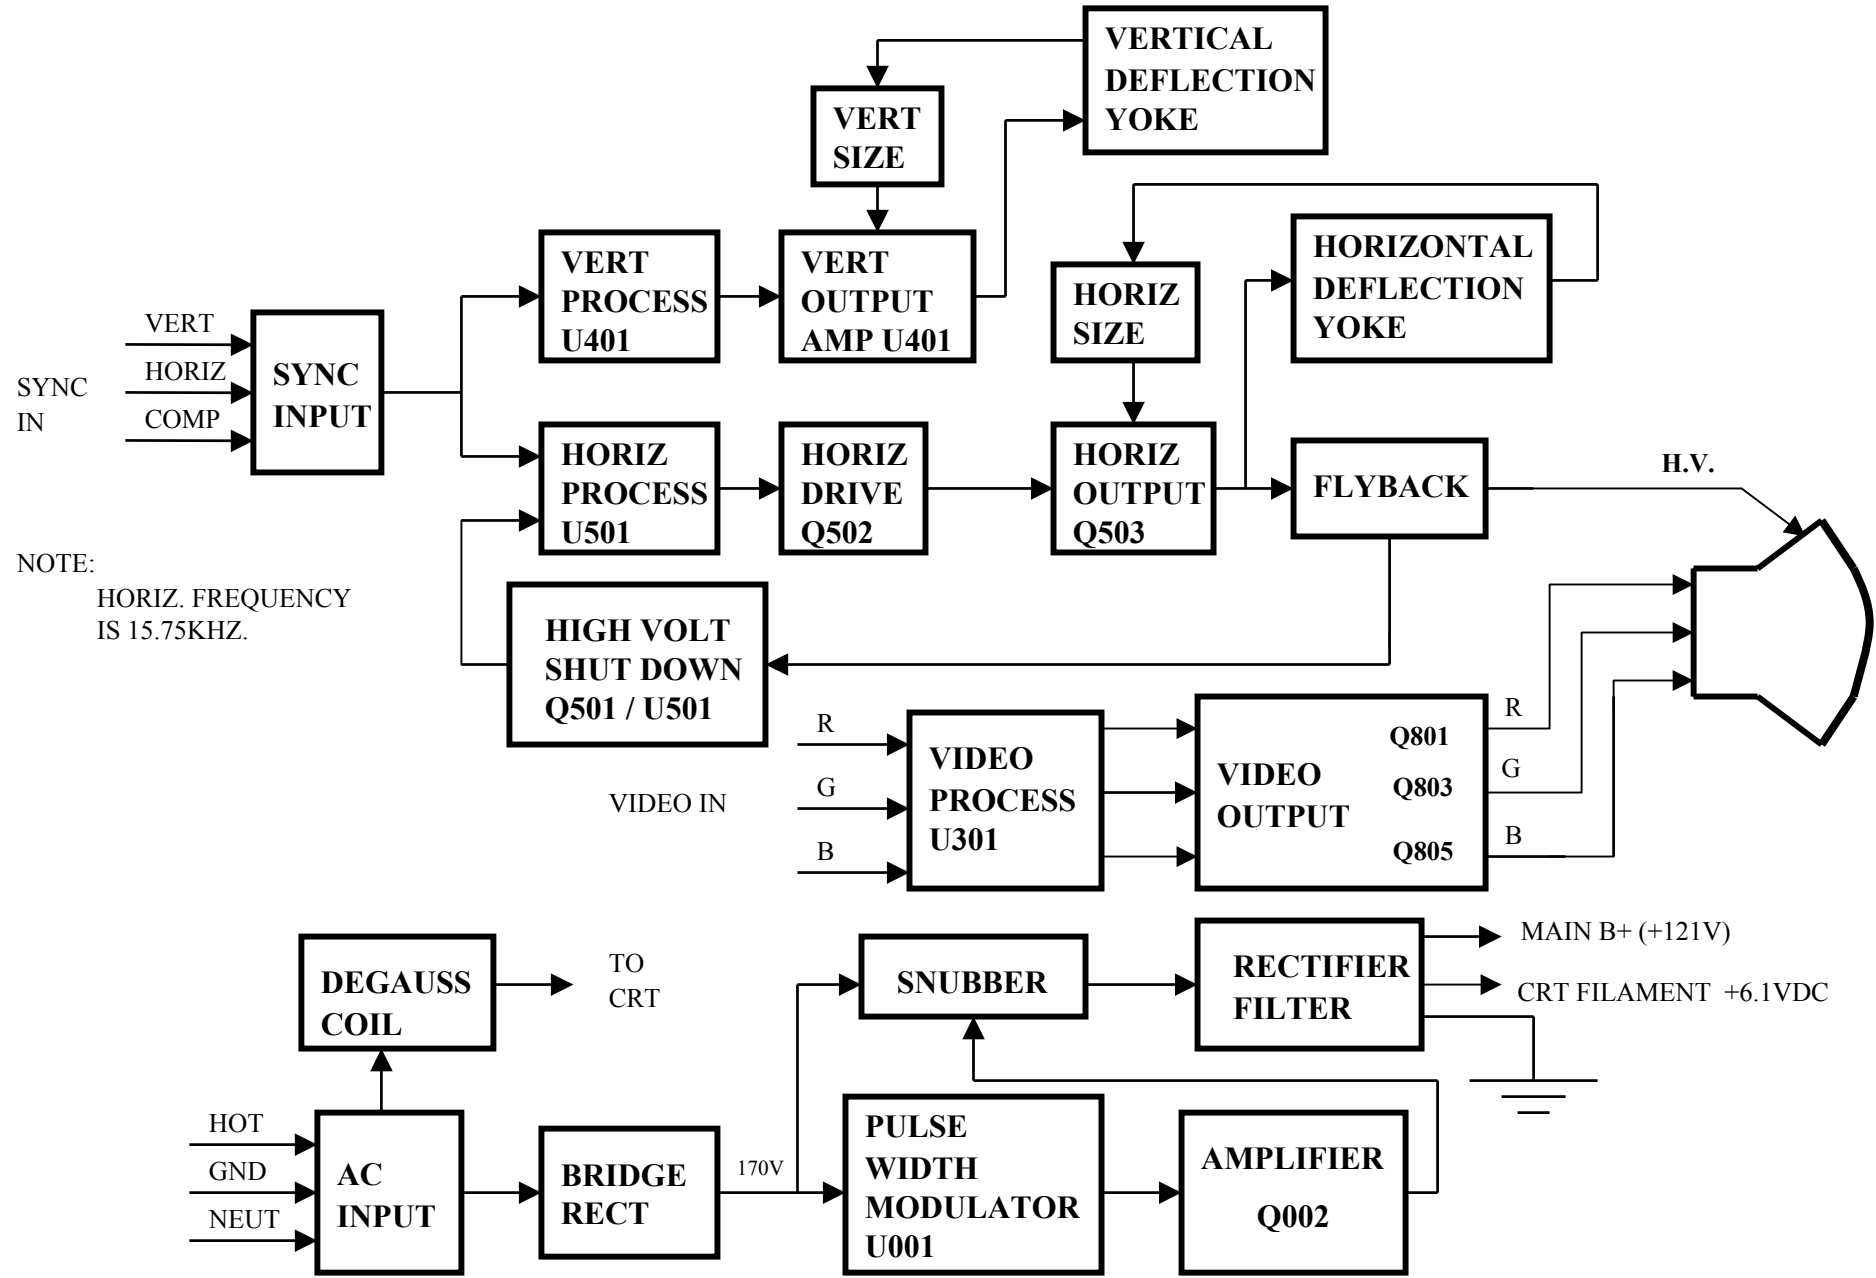 VERTICAL
DEFLECTION
YOKE
VERT
SIZE
VERT
PROCESS
U401
VERT
OUTPUT
AMP U401
HORIZ
SIZE
HORIZONTAL
DEFLECTION
YOKE
SYNC
IN
VERT
HORIZ
COMP
SYNC
INPUT
HORIZ
PROCESS
U501
HORIZ
DRIVE
Q502
HORIZ
OUTPUT
Q503
FLYBACK
H.V.
NOTE:
HORIZ. FREQUENCY
IS 15.75KHZ.
HIGH VOLT
SHUT DOWN
Q501 / U501
VIDEO IN
R
G
B
VIDEO
PROCESS
U301
VIDEO
OUTPUT
Q801
Q803
Q805
R
G
B
DEGAUSS
COIL
TO
CRT
SNUBBER
RECTIFIER
FILTER
MAIN B+ (+121V)
CRT FILAMENT +6.1VDC
HOT
GND
NEUT
AC
INPUT
BRIDGE
RECT
170V
PULSE
WIDTH
MODULATOR
U001
AMPLIFIER
Q002